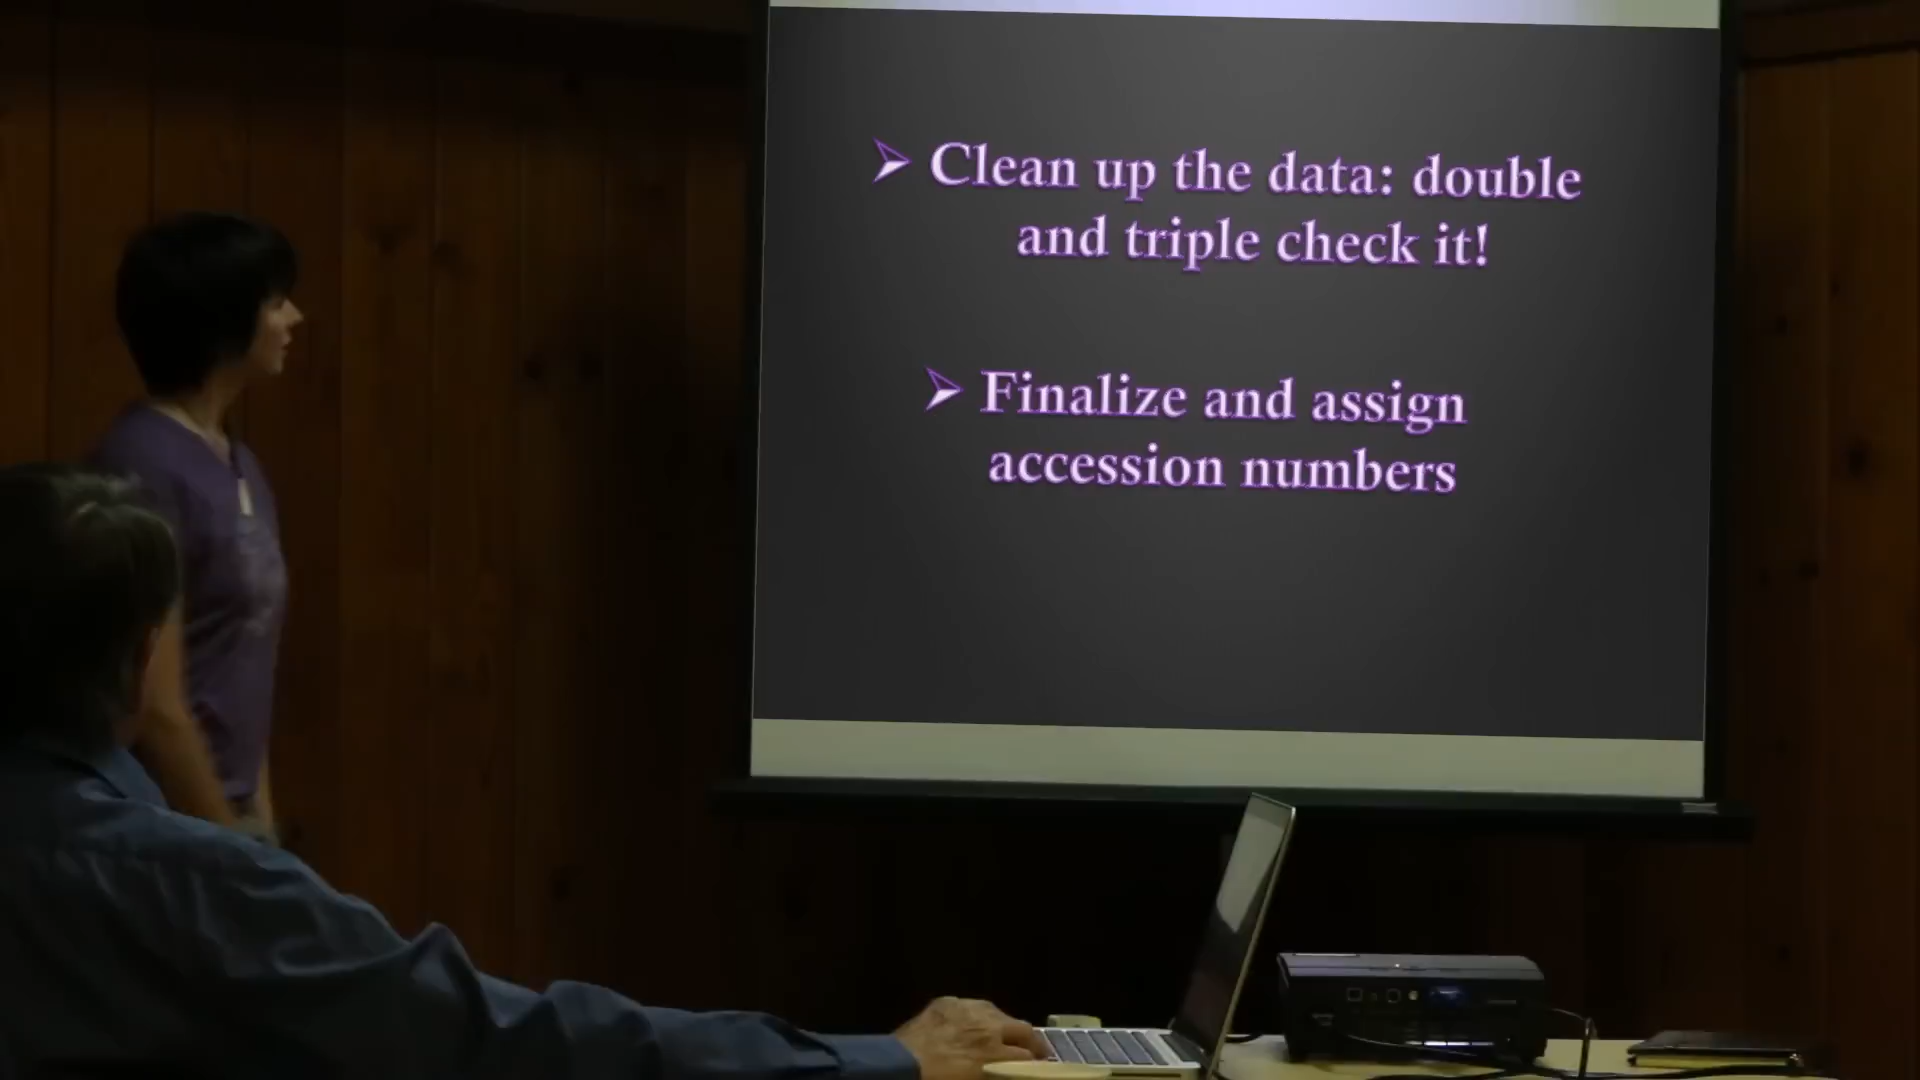 ➢ Clean up the data: double
and triple check it!
➢ Finalize and assign
accession numbers